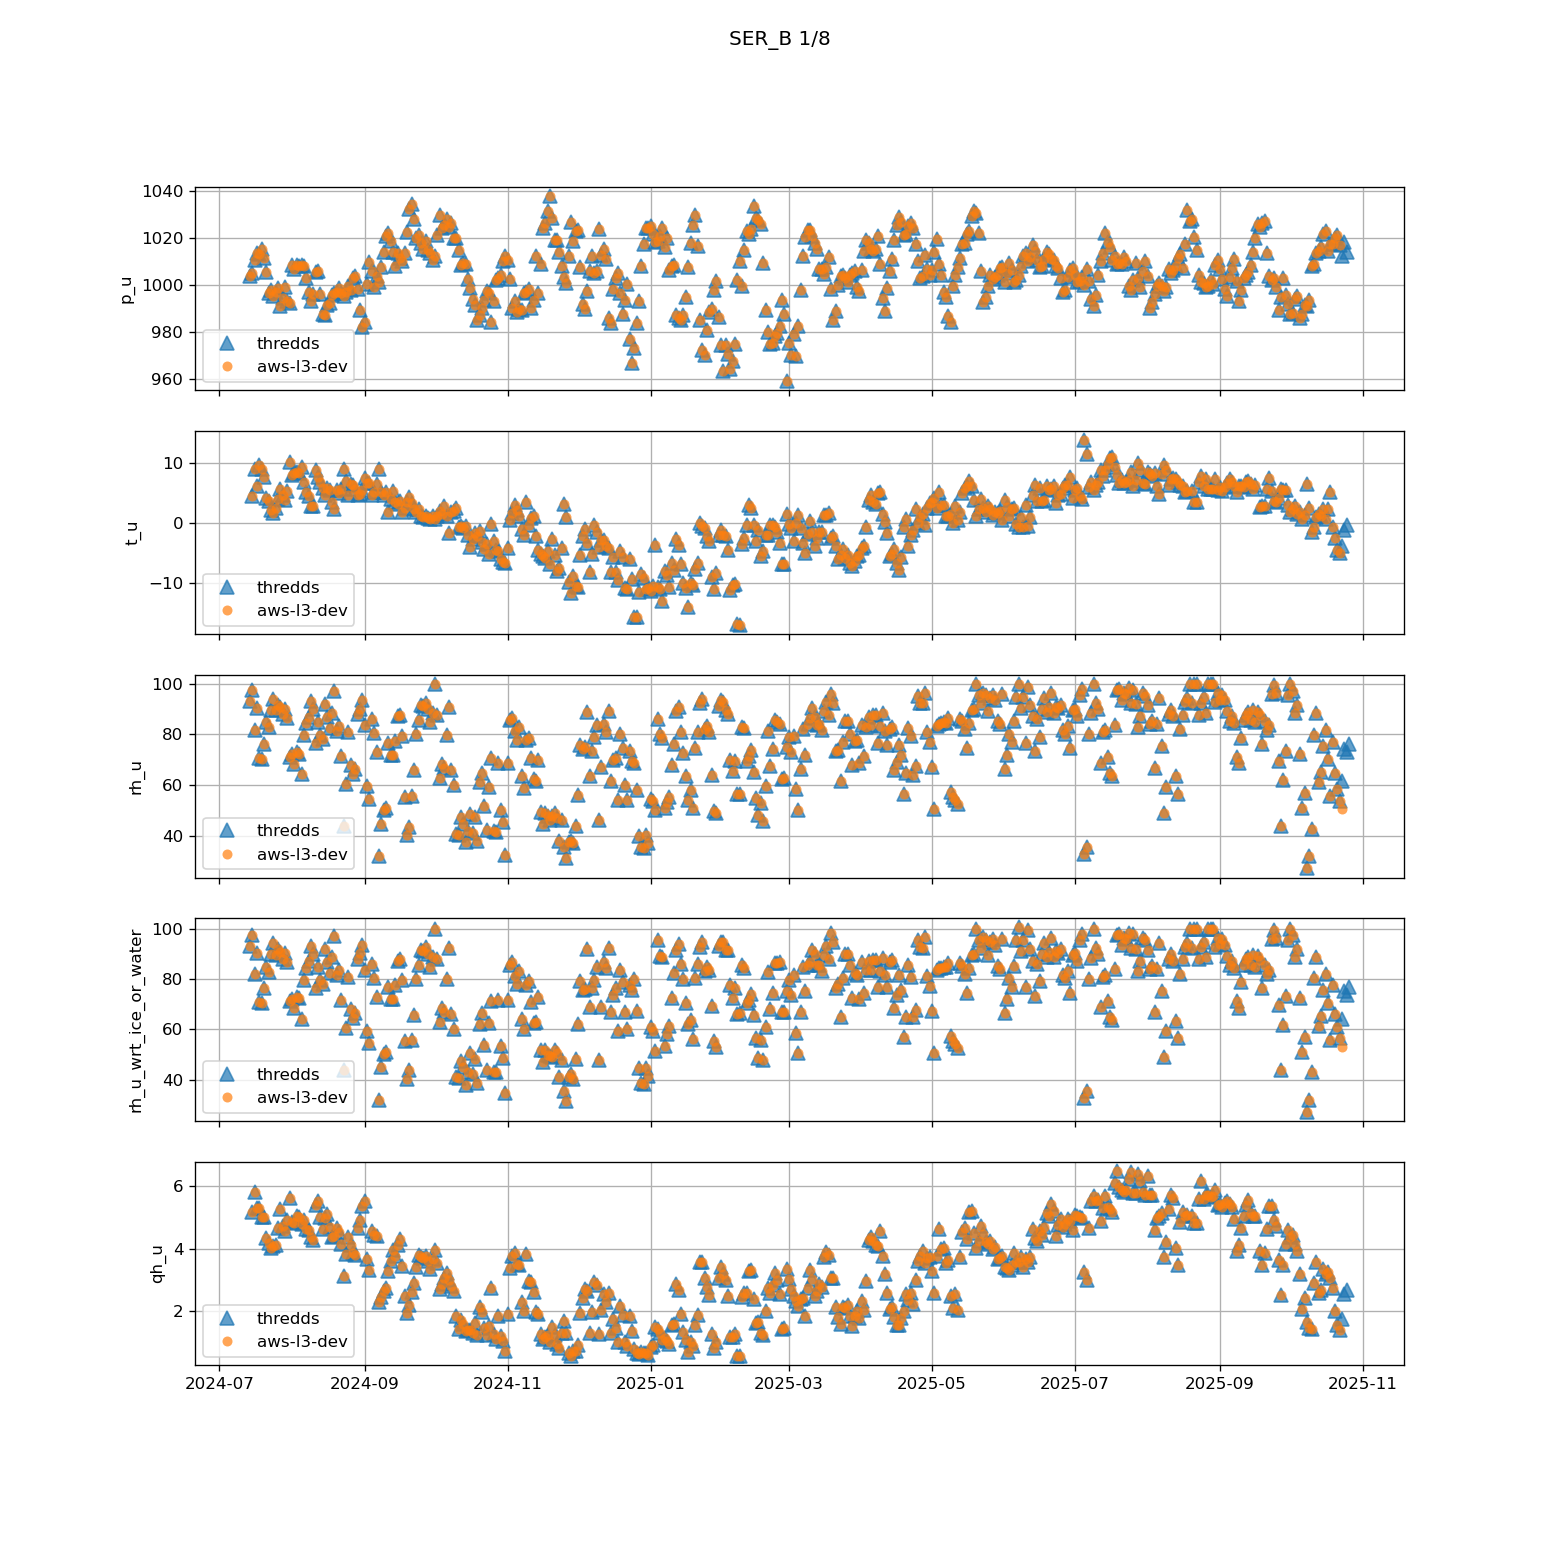 SER_B 1/8
1040
1020
1000
980
960
p_u
thredds
aws-l3-dev
10
0
−10
t_u
thredds
aws-l3-dev
100
80
60
40
rh_u
thredds
aws-l3-dev
100
80
60
40
rh_u_wrt_ice_or_water
thredds
aws-l3-dev
6
4
2
qh_u
thredds
aws-l3-dev
2024-07 2024-09 2024-11 2025-01 2025-03 2025-05 2025-07 2025-09 2025-11